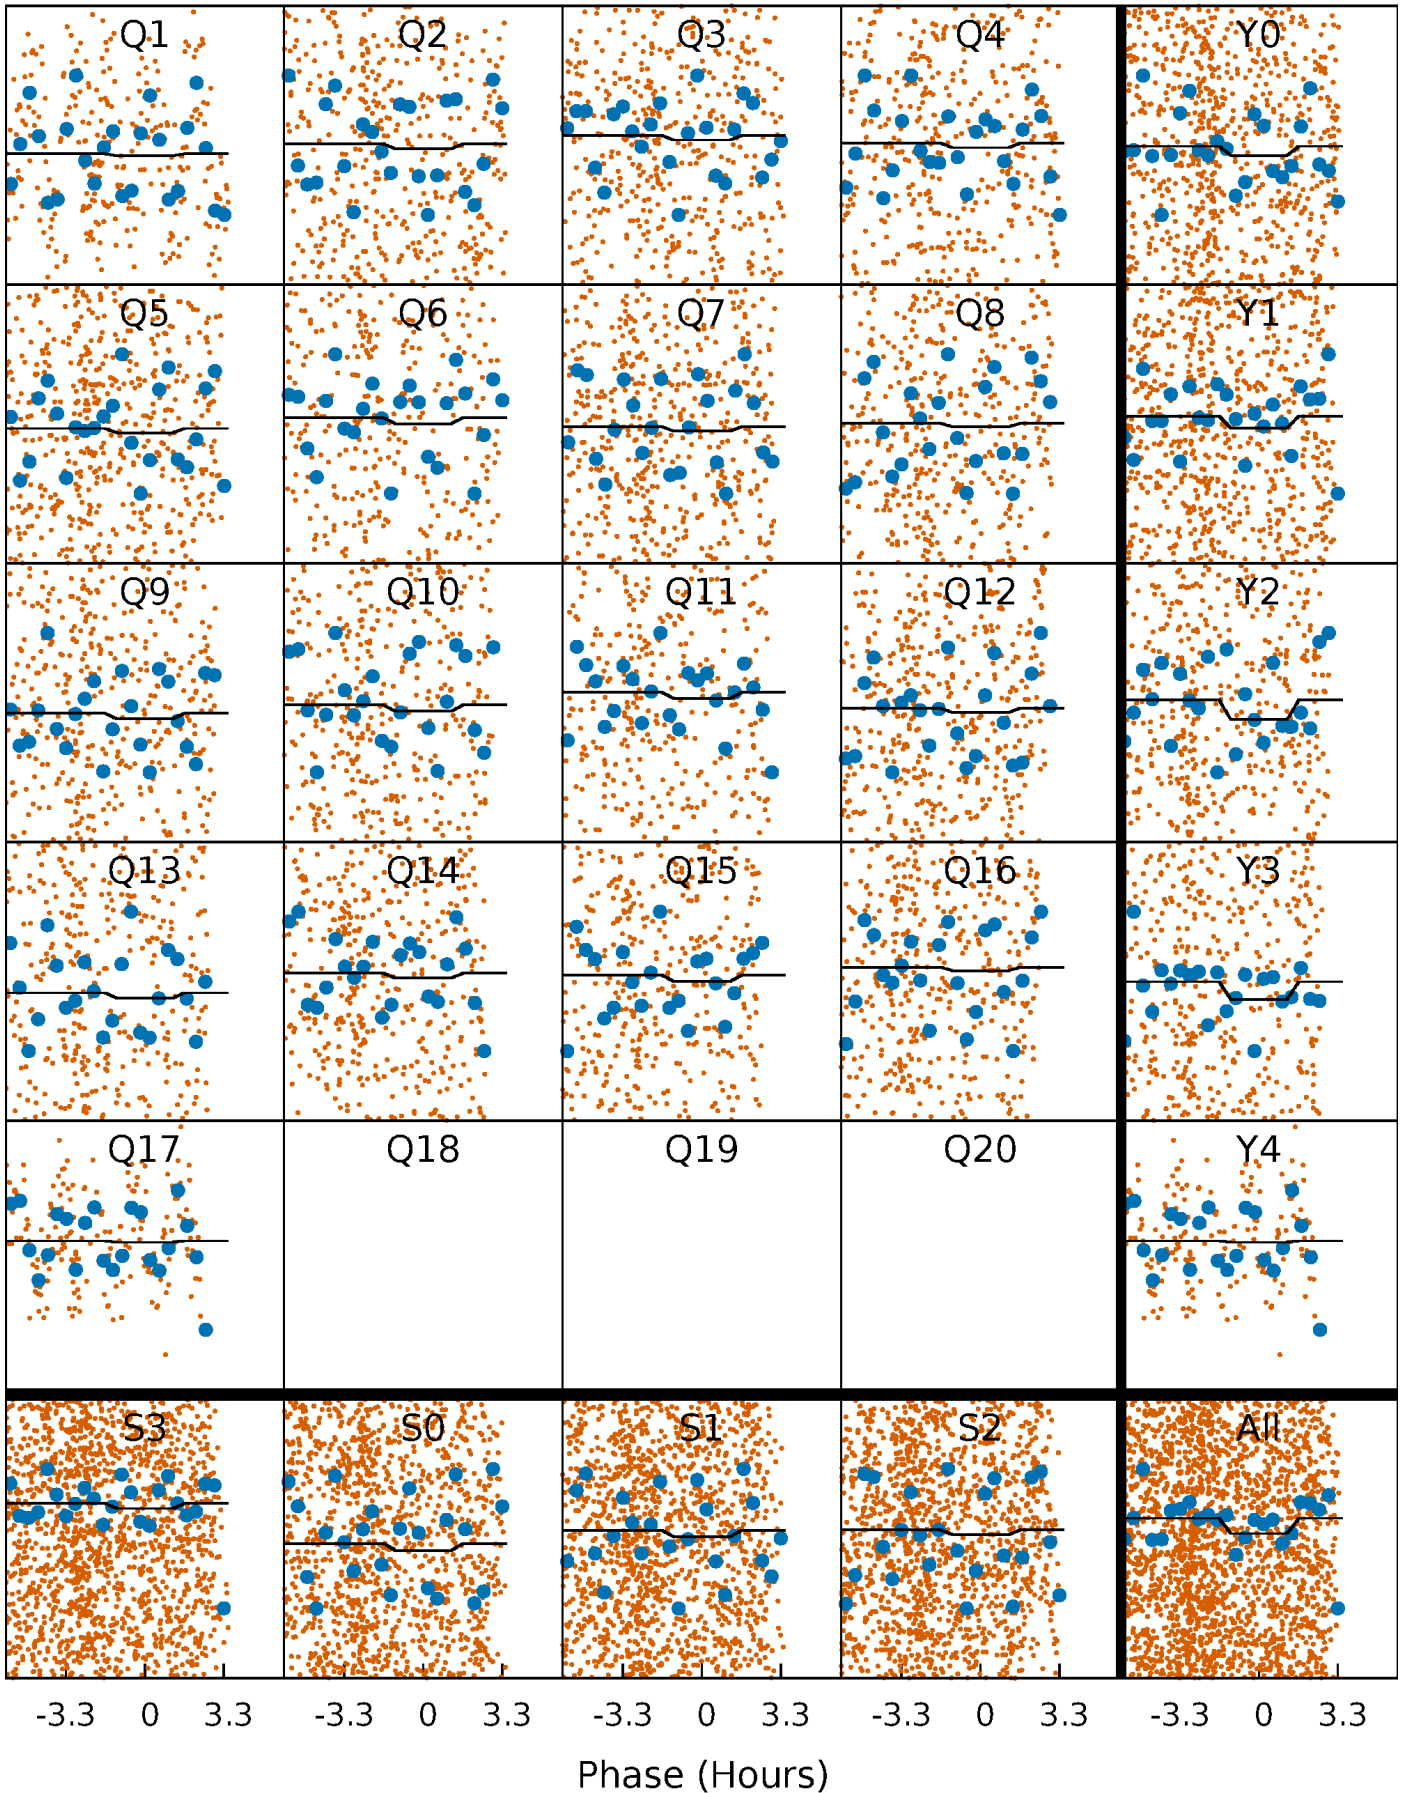 Q1 Q2 Q3 Q4 Y0
Q5 Q6 Q7 Q8 Y1
Q9 Q10 Q11 Q12 Y2
Q13 Q14 Q15 Q16 Y3
Q17 Q18 Q19 Q20 Y4
S3 S0 S1 S2 All
-3.3 0 3.3 -3.3 0 3.3 -3.3 0 3.3 -3.3 0 3.3 -3.3 0 3.3
Phase (Hours)